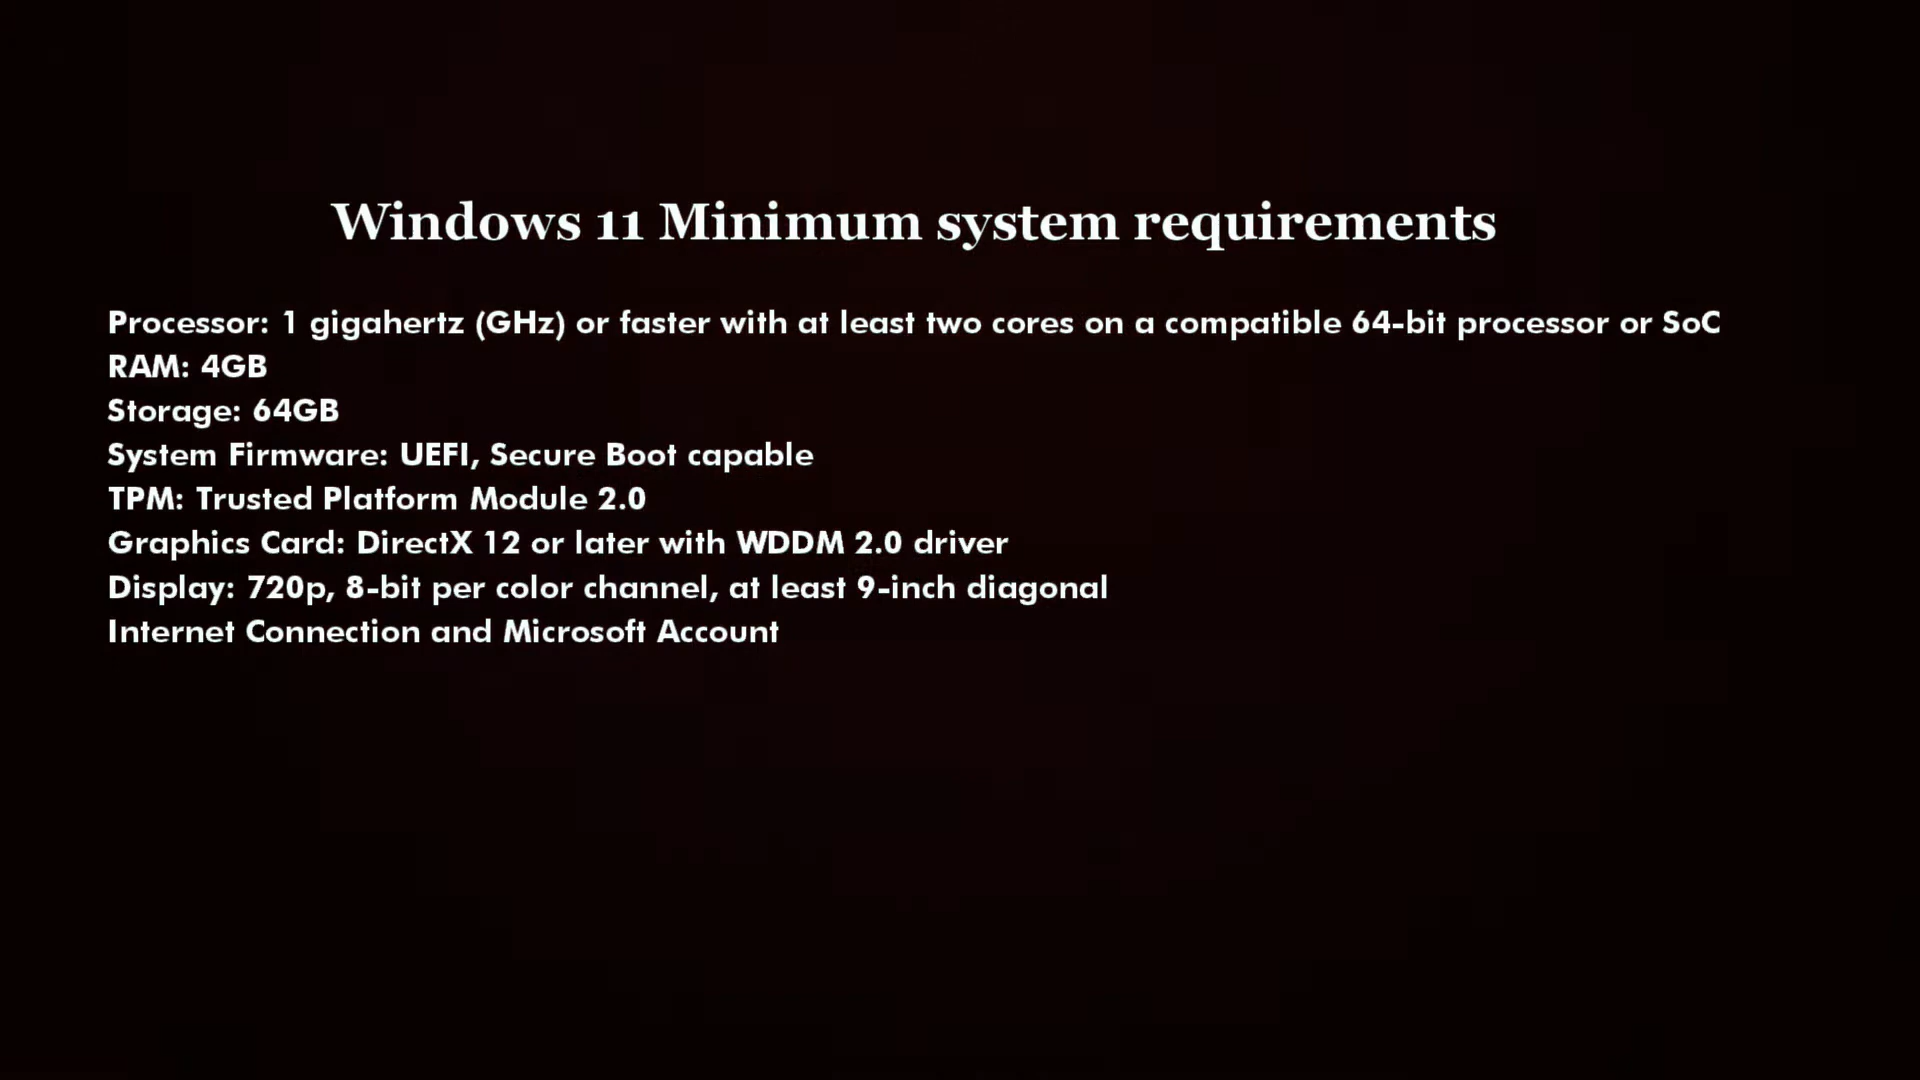 Windows 11 Minimum system requirements
Processor: 1 gigahertz (GHz) or faster with at least two cores on a compatible 64-bit processor or SoC
RAM: 4GB
Storage: 64GB
System Firmware: UEFI, Secure Boot capable
TPM: Trusted Platform Module 2.0
Graphics Card: DirectX 12 or later with WDDM 2.0 driver
Display: 720p, 8-bit per color channel, at least 9-inch diagonal
Internet Connection and Microsoft Account